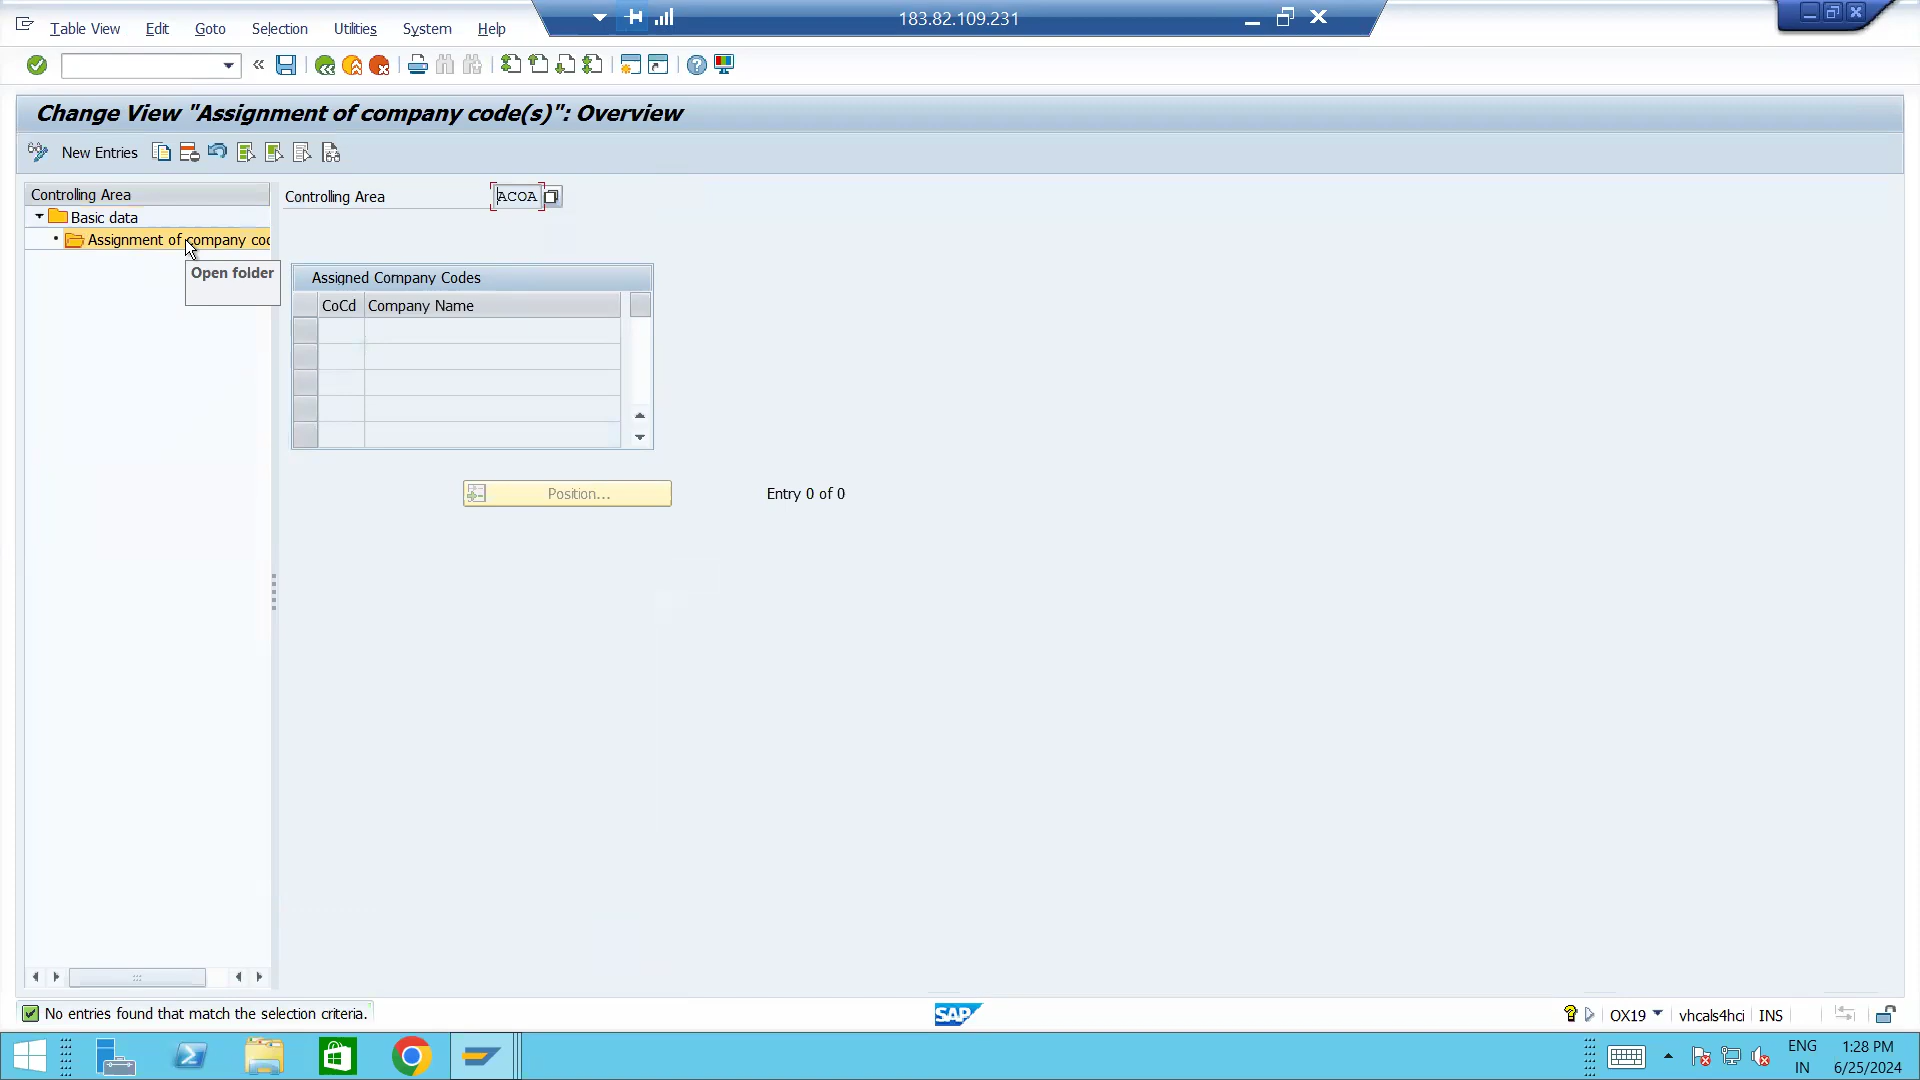 183.82.109.231
Table View Edit Goto Selection Utilities System Help
Change View "Assignment of company code(s)": Overview
New Entries
Controlling Area
Basic data
Assignment of company cod
Open folder
Controlling Area ACOA
Assigned Company Codes
CoCd Company Name
Position... Entry 0 of 0
No entries found that match the selection criteria.
SAP
OX19 vhcals4hci INS
ENG
IN
1:28 PM
6/25/2024